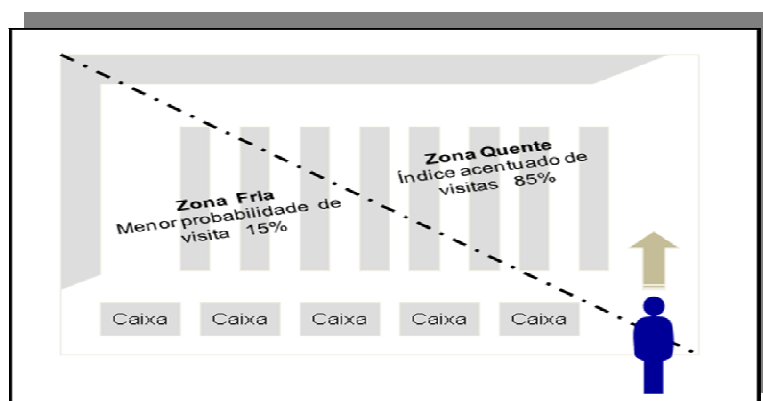 Zona Quente
Índice acentuado de
visitas 85%
Zona Fria
Menor probabilidade de
visita 15%
Caixa Caixa Caixa Caixa Caixa